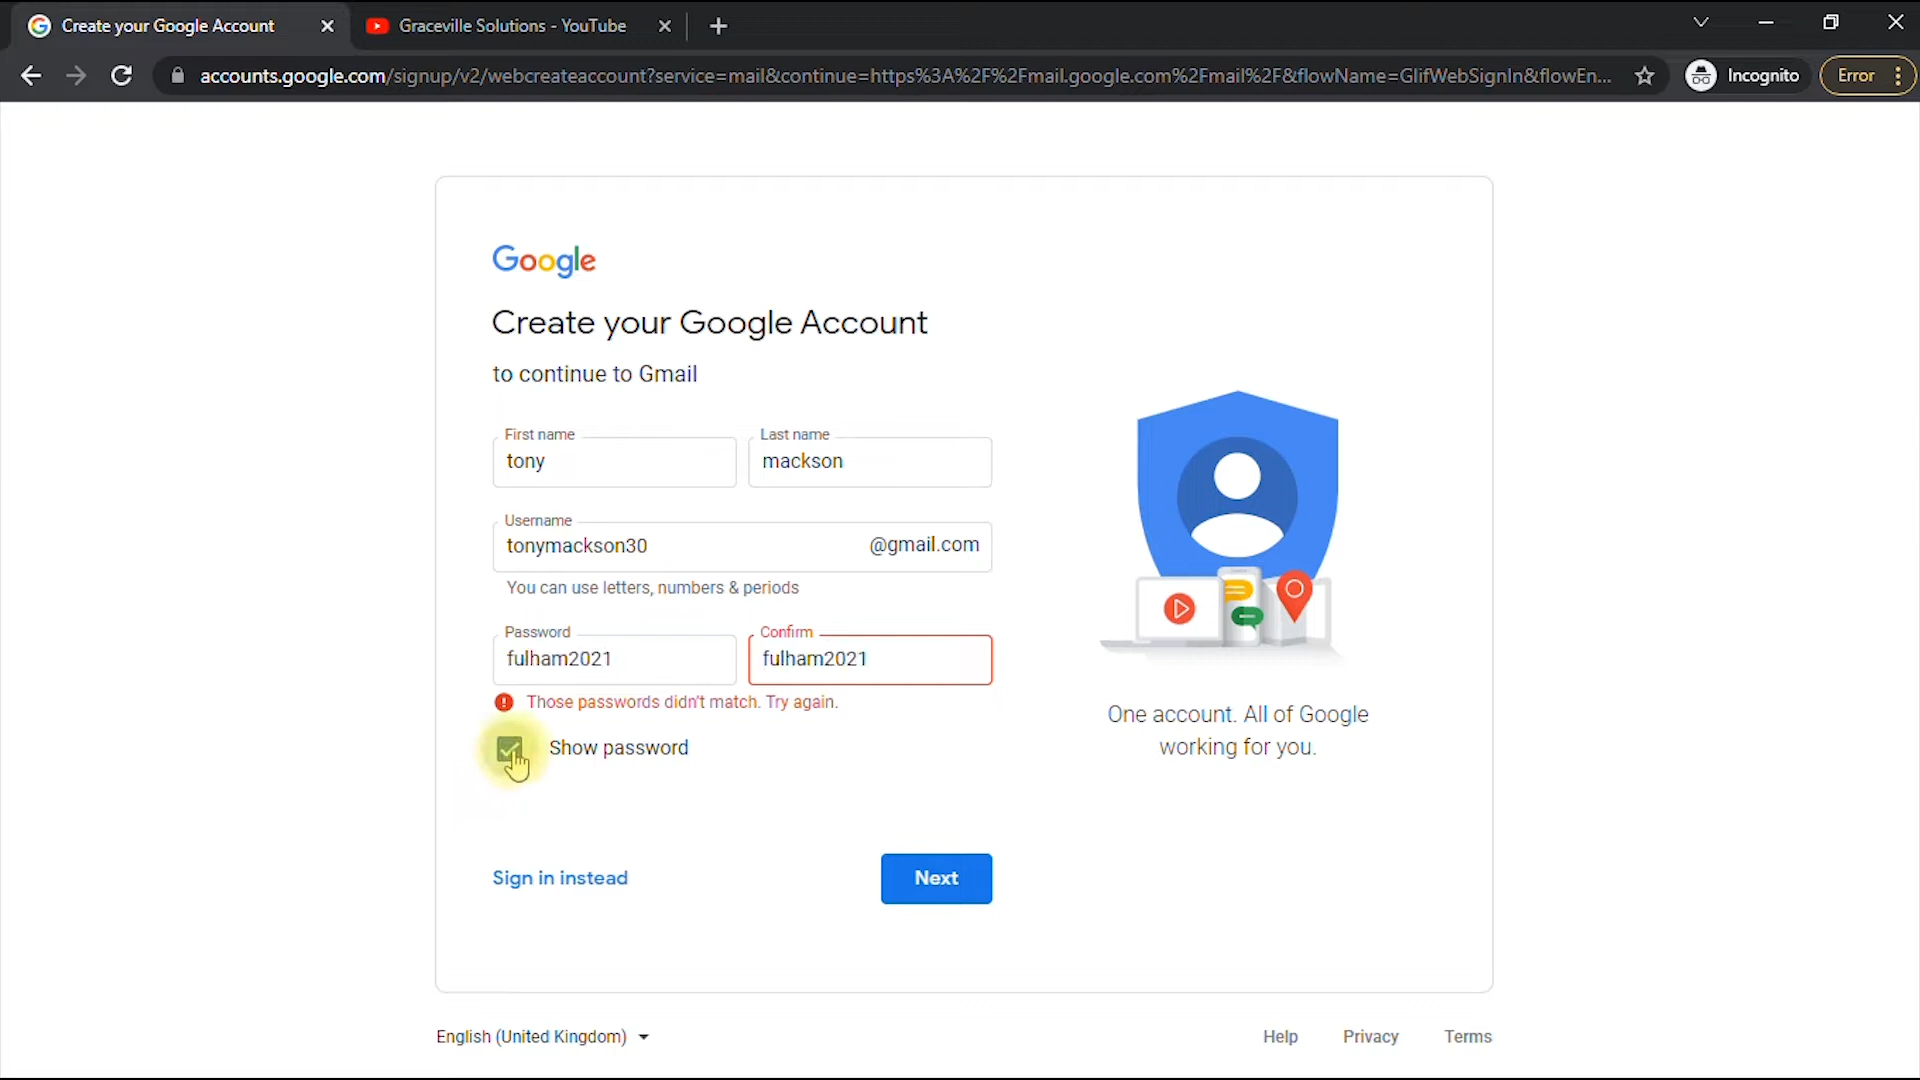 Create your Google Account
Graceville Solutions - YouTube
accounts.google.com/signup/v2/webcreateaccount?service=mail&continue=https%3A%2F%2Fmail.google.com%2Fmail%2F&flowName=GlifWebSignIn&flowEn...
Incognito
Error
Google
Create your Google Account
to continue to Gmail
First name
Last name
tony
mackson
Username
tonymackson30
@gmail.com
You can use letters, numbers & periods
Password
Confirm
fulham2021
fulham2021
Those passwords didn't match. Try again.
Show password
One account. All of Google
working for you.
Sign in instead
Next
English (United Kingdom)
Help
Privacy
Terms